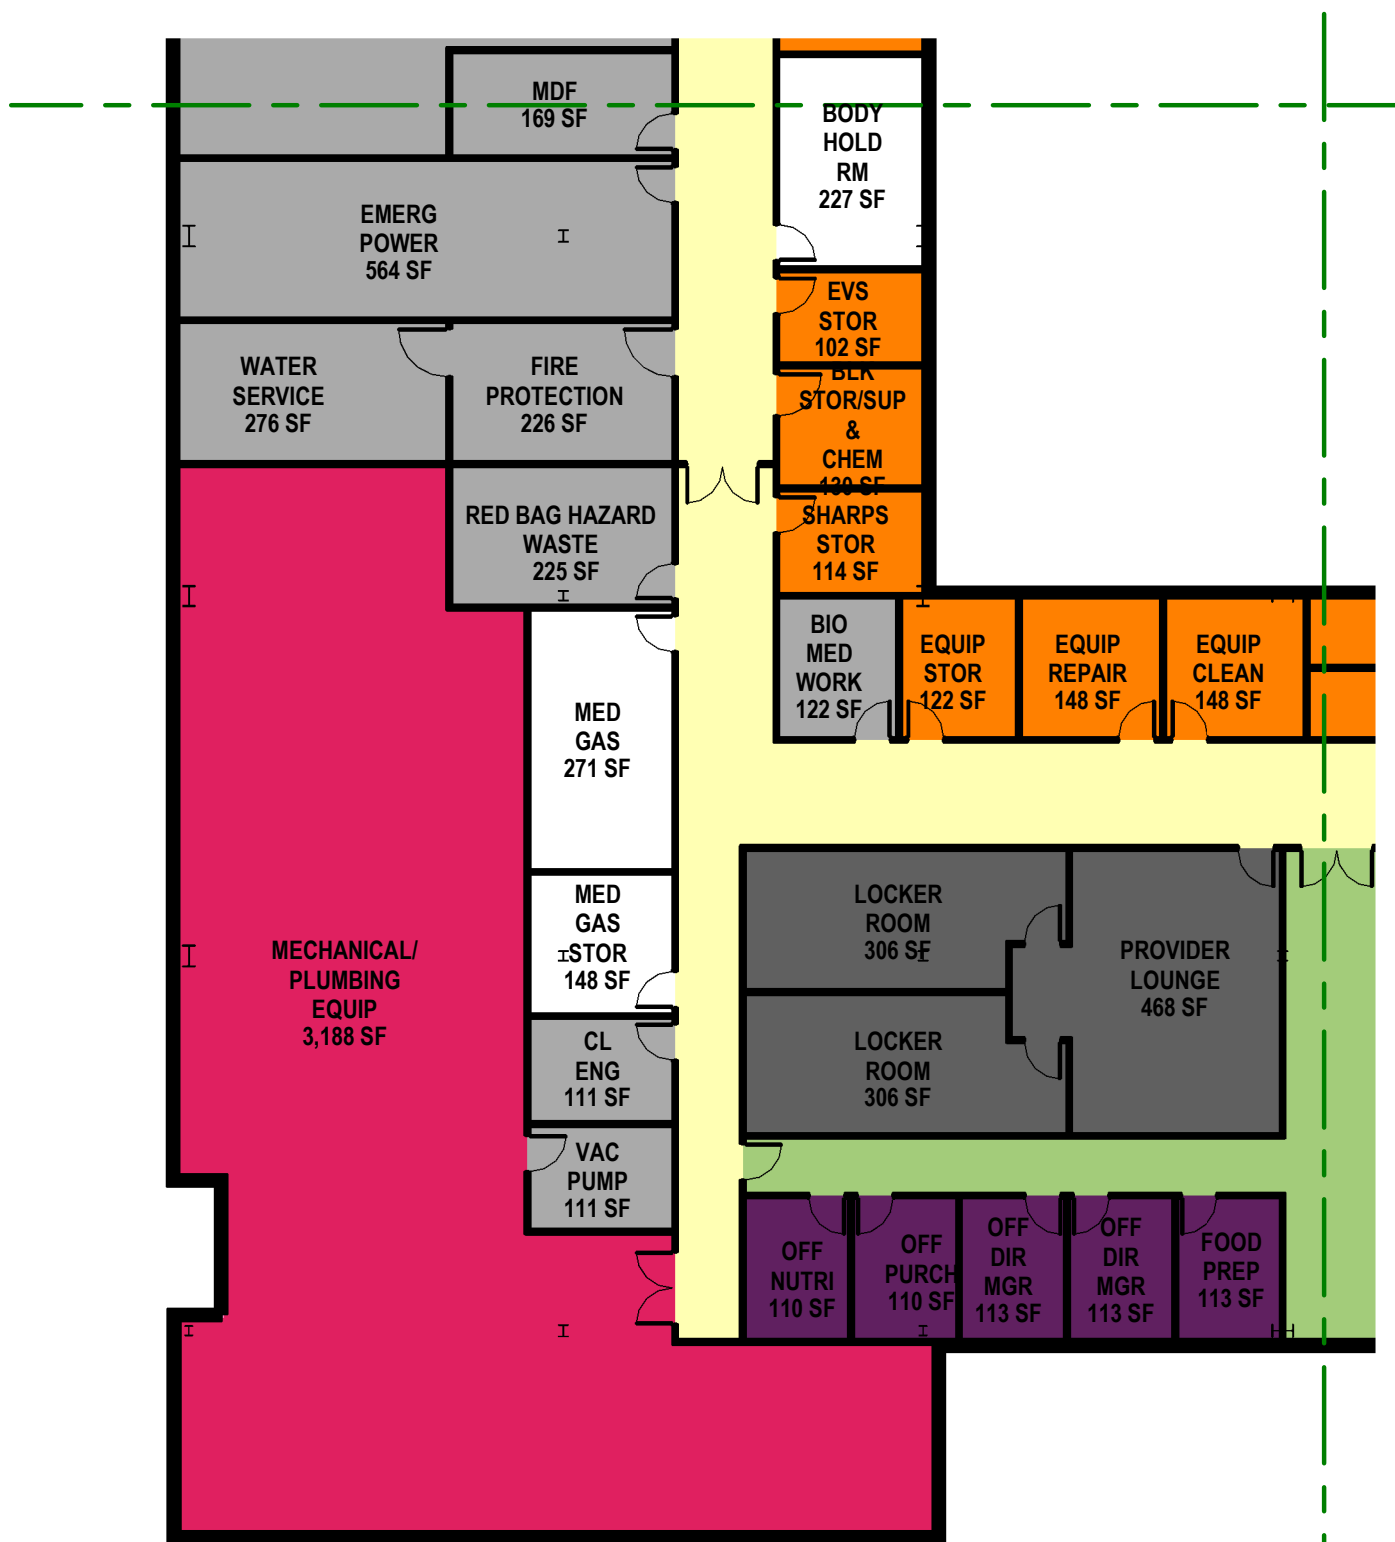 MDF
169 SF
BODY
HOLD
RM
227 SF
EMERG
POWER
564 SF
EVS
STOR
102 SF
WATER
SERVICE
276 SF
FIRE
PROTECTION
226 SF
BLK
STOR/SUP
&
CHEM
130 SF
RED BAG HAZARD
WASTE
225 SF
SHARPS
STOR
114 SF
BIO
MED
WORK
122 SF
EQUIP
STOR
122 SF
EQUIP
REPAIR
148 SF
EQUIP
CLEAN
148 SF
MED
GAS
271 SF
MED
GAS
STOR
148 SF
LOCKER
ROOM
306 SF
PROVIDER
LOUNGE
468 SF
MECHANICAL/
PLUMBING
EQUIP
3,188 SF
CL
ENG
111 SF
LOCKER
ROOM
306 SF
VAC
PUMP
111 SF
OFF
NUTRI
110 SF
OFF
PURCH
110 SF
OFF
DIR
MGR
113 SF
OFF
DIR
MGR
113 SF
FOOD
PREP
113 SF